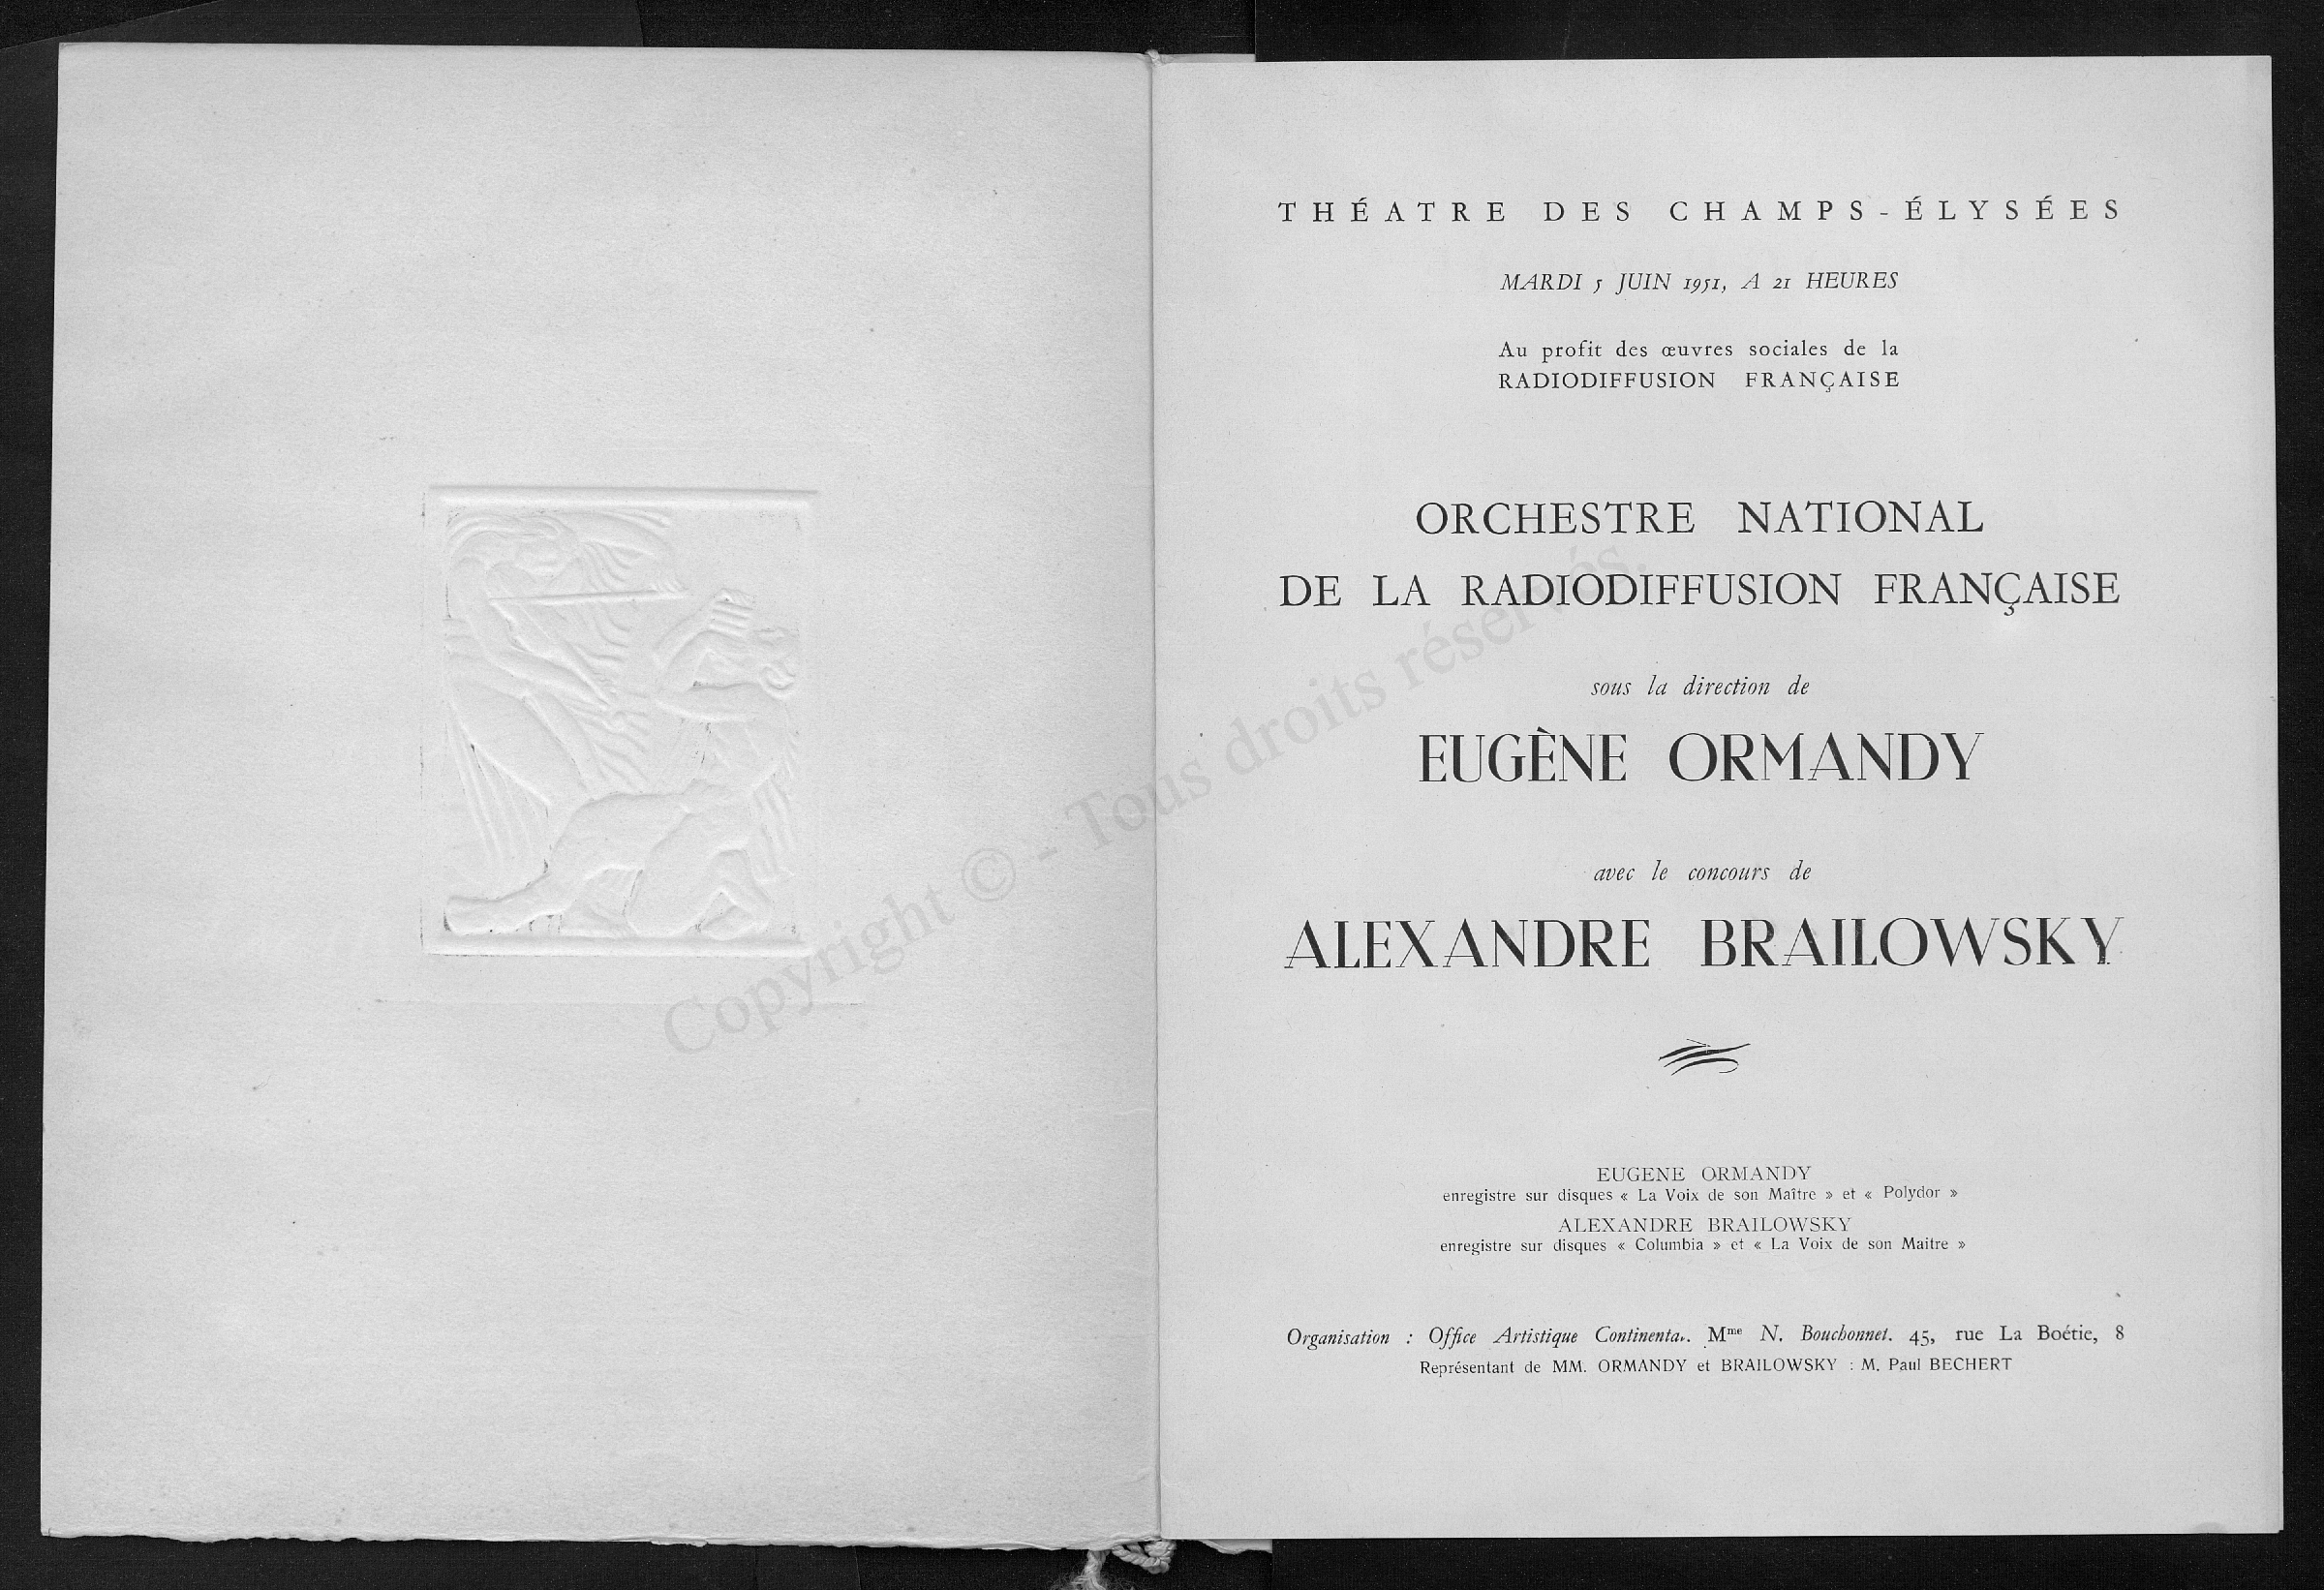 THÉATRE DES CHAMPS-ÉLYSÉES
MARDI 5 JUIN 1951, A 21 HEURES
Au profit des œuvres sociales de la
RADIODIFFUSION FRANÇAISE
ORCHESTRE NATIONAL
DE LA RADIODIFFUSION FRANÇAISE
sous la direction de
EUGÈNE ORMANDY
avec le concours de
ALEXANDRE BRAILOWSKY
EUGENE ORMANDY
enregistre sur disques « La Voix de son Maître » et « Polydor »
ALEXANDRE BRAILOWSKY
enregistre sur disques « Columbia » et « La Voix de son Maitre »
Organisation : Office Artistique Continental. Mme N. Bouchonnet. 45, rue La Boétie, 8
Représentant de MM. ORMANDY et BRAILOWSKY : M. Paul BECHERT
Copyright © - Tous droits réservés.